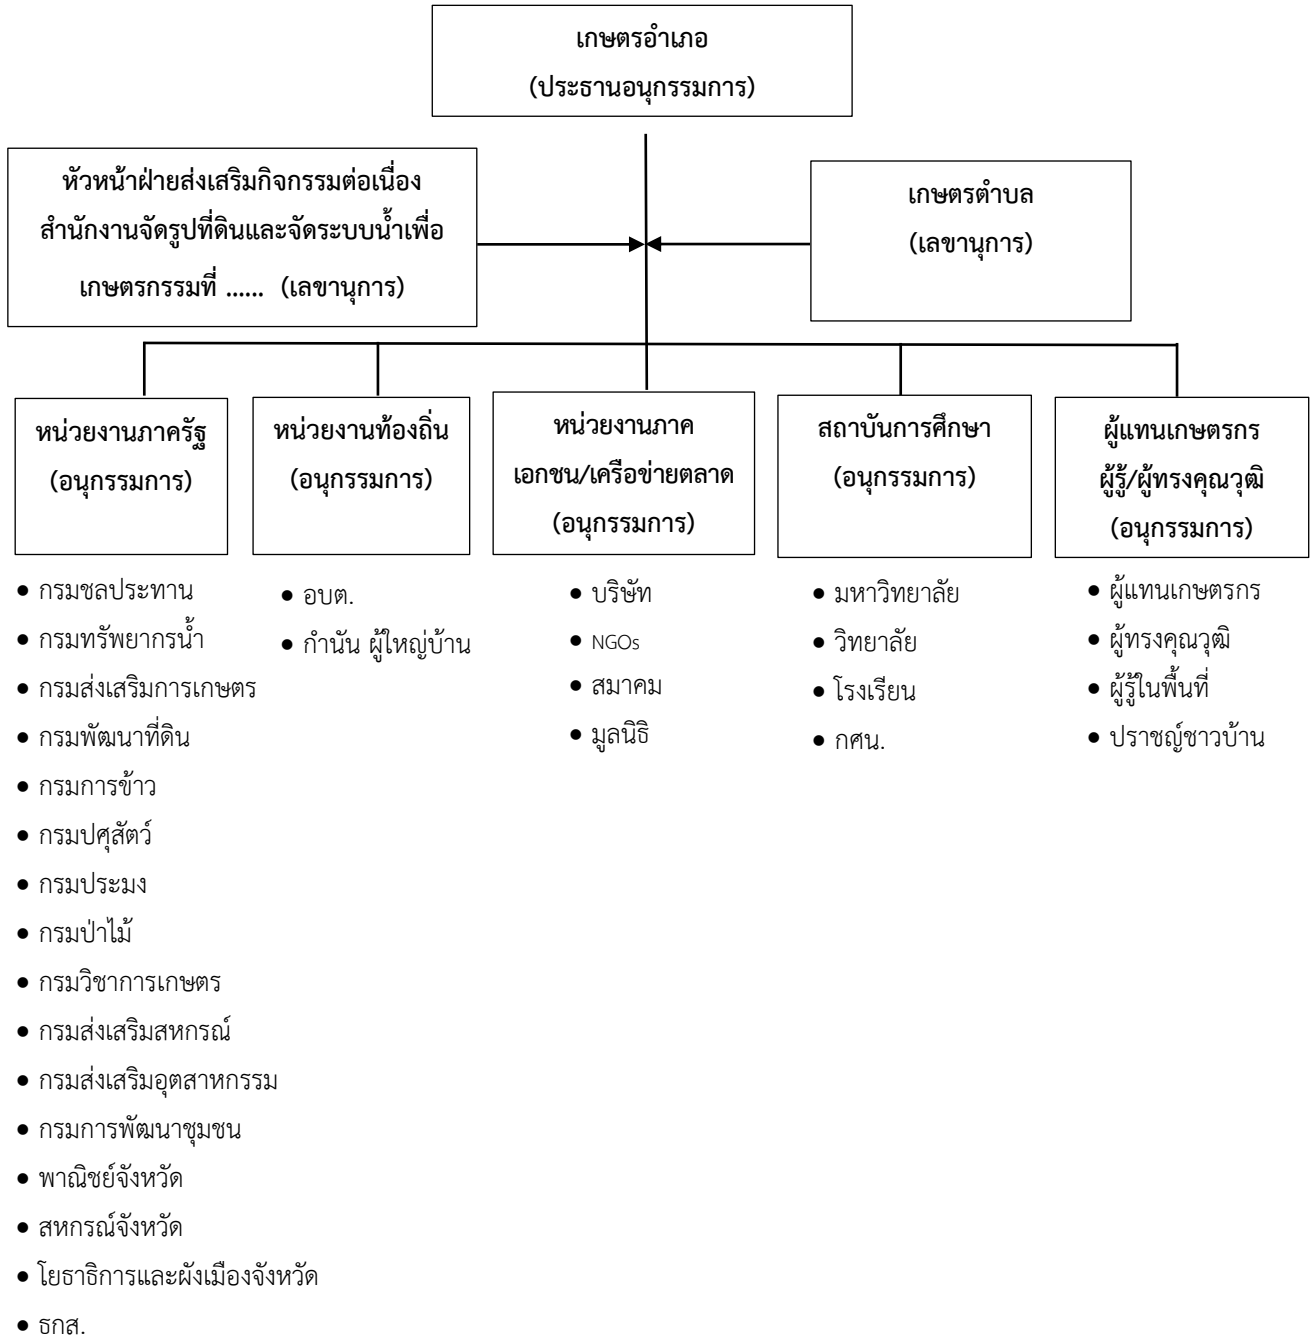 เกษตรอำเภอ
(ประธานอนุกรรมการ)
หัวหน้าฝ่ายส่งเสริมกิจกรรมต่อเนื่อง
สำนักงานจัดรูปที่ดินและจัดระบบน้ำเพื่อ
เกษตรกรรมที่ ...... (เลขานุการ)
เกษตรตำบล
(เลขานุการ)
หน่วยงานภาครัฐ
(อนุกรรมการ)
หน่วยงานท้องถิ่น
(อนุกรรมการ)
หน่วยงานภาค
เอกชน/เครือข่ายตลาด
(อนุกรรมการ)
สถาบันการศึกษา
(อนุกรรมการ)
ผู้แทนเกษตรกร
ผู้รู้/ผู้ทรงคุณวุฒิ
(อนุกรรมการ)
• กรมชลประทาน
• กรมทรัพยากรน้ำ
• กรมส่งเสริมการเกษตร
• กรมพัฒนาที่ดิน
• กรมการข้าว
• กรมปศุสัตว์
• กรมประมง
• กรมป่าไม้
• กรมวิชาการเกษตร
• กรมส่งเสริมสหกรณ์
• กรมส่งเสริมอุตสาหกรรม
• กรมการพัฒนาชุมชน
• พาณิชย์จังหวัด
• สหกรณ์จังหวัด
• โยธาธิการและผังเมืองจังหวัด
• ธกส.
• อบต.
• กำนัน ผู้ใหญ่บ้าน
• บริษัท
• NGOs
• สมาคม
• มูลนิธิ
• มหาวิทยาลัย
• วิทยาลัย
• โรงเรียน
• กศน.
• ผู้แทนเกษตรกร
• ผู้ทรงคุณวุฒิ
• ผู้รู้ในพื้นที่
• ปราชญ์ชาวบ้าน